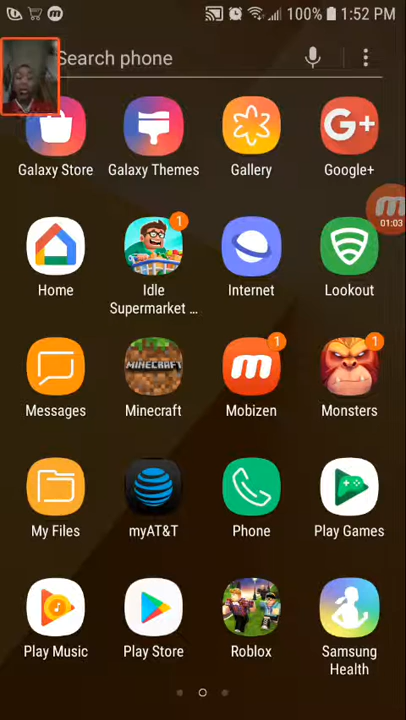 100% 1:52 PM
Search phone
Galaxy Store
Galaxy Themes
Gallery
G+
Google+
01:03
Home
1
Idle
Supermarket ...
Internet
Lookout
Messages
MINECRAFT
Minecraft
1
Mobizen
1
Monsters
My Files
myAT&T
Phone
Play Games
Play Music
Play Store
Roblox
Samsung
Health